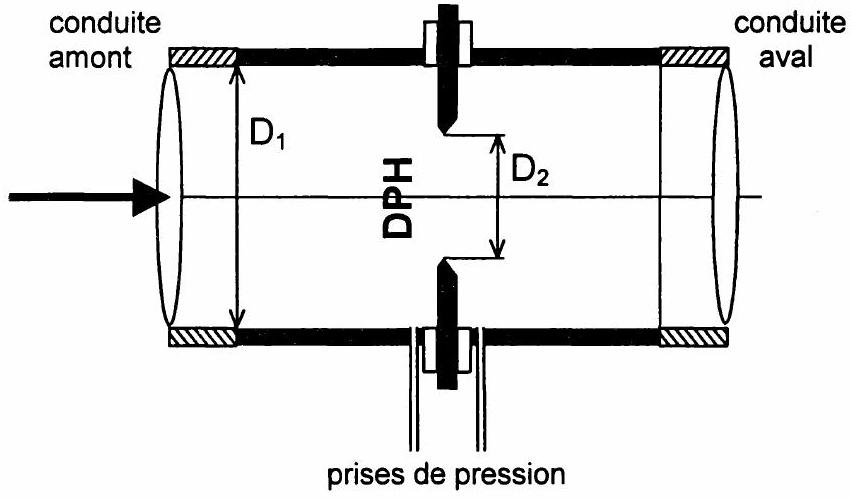 conduite
amont
conduite
aval
D₁
DPH
D₂
prises de pression